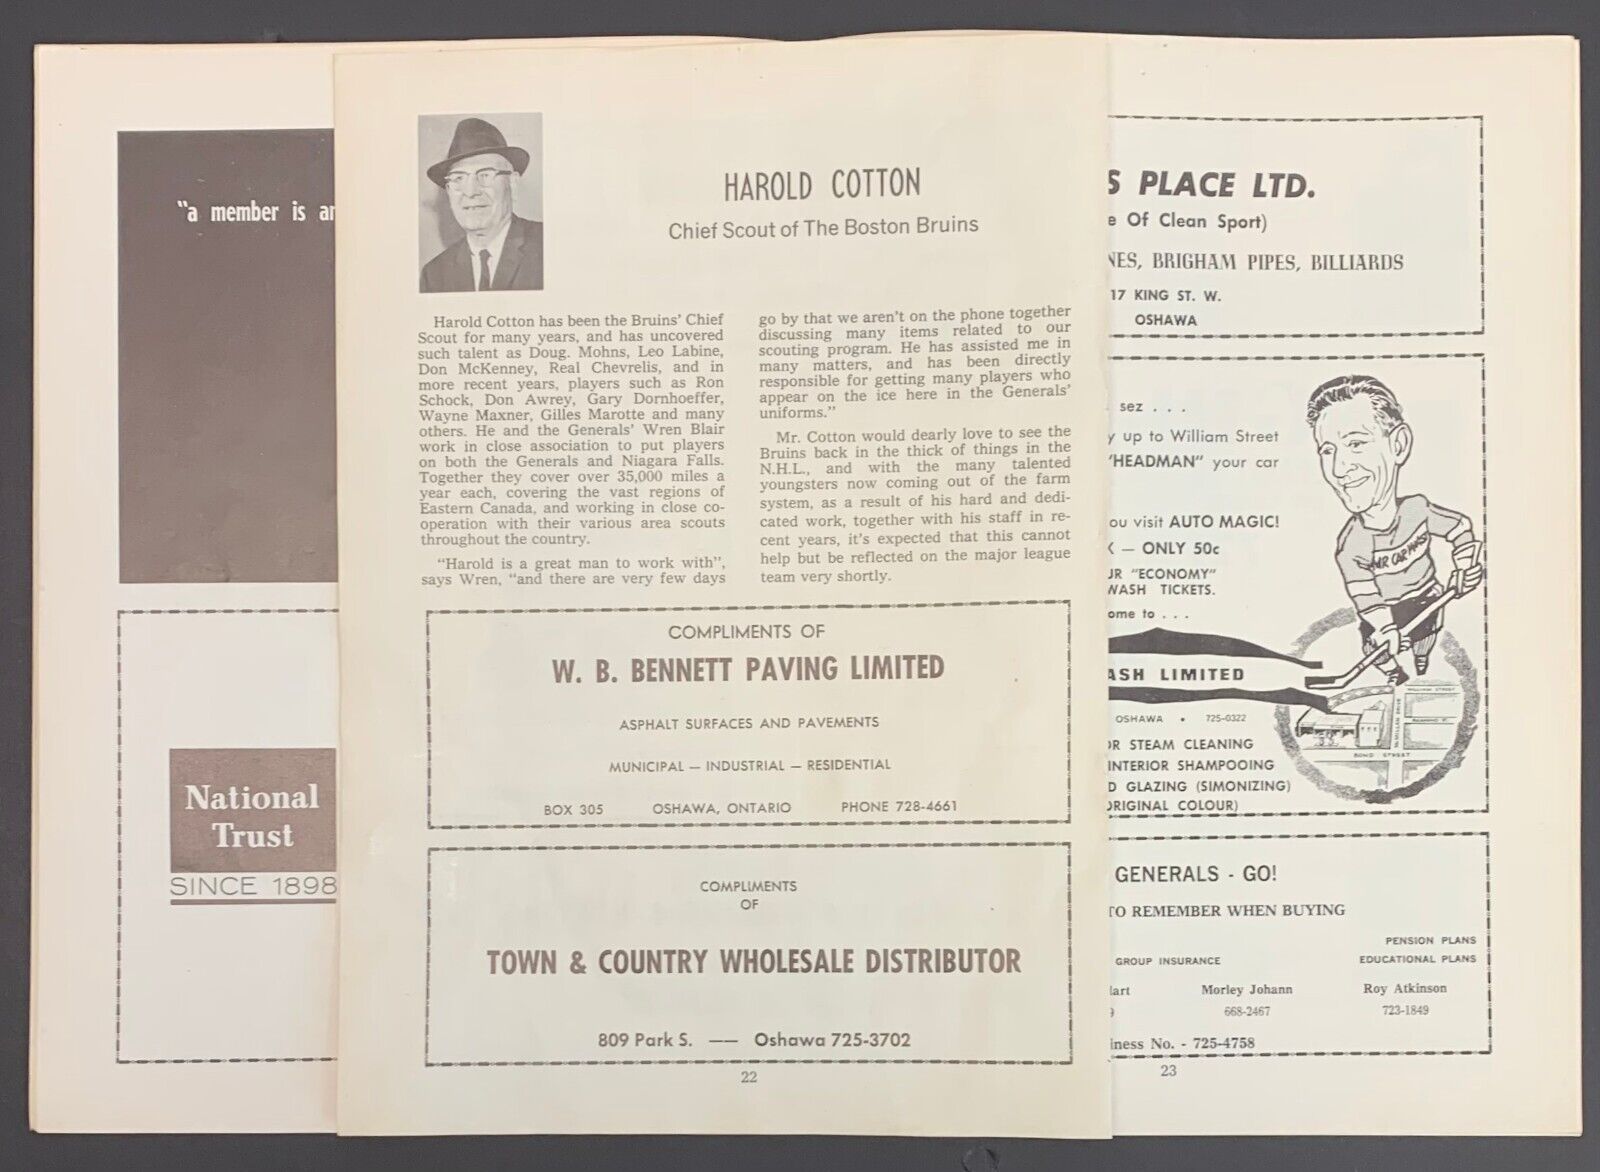 "a member is
National
Trust
SINCE 1898
HAROLD COTTON
Chief Scout of The Boston Bruins
Harold Cotton has been the Bruins' Chief
Scout for many years, and has uncovered
such talent as Doug. Mohns, Leo Labine,
Don McKenney, Real Chevrelis, and in
more recent years, players such as Ron
Schock, Don Awrey, Gary Dornhoeffer,
Wayne Maxner, Gilles Marotte and many
others. He and the Generals' Wren Blair
work in close association to put players
on both the Generals and Niagara Falls.
Together they cover over 35,000 miles a
year each, covering the vast regions of
Eastern Canada, and working in close co-
operation with their various area scouts
throughout the country.
"Harold is a great man to work with",
says Wren, "and there are very few days
go by that we aren't on the phone together
discussing many items related to our
scouting program. He has assisted me in
many matters, and has been directly
responsible for getting many players who
appear on the ice here in the Generals'
uniforms."
Mr. Cotton would dearly love to see the
Bruins back in the thick of things in the
N.H.L., and with the many talented
youngsters now coming out of the farm
system, as a result of his hard and dedi-
cated work, together with his staff in re-
cent years, it's expected that this cannot
help but be reflected on the major league
team very shortly.
COMPLIMENTS OF
W. B. BENNETT PAVING LIMITED
ASPHALT SURFACES AND PAVEMENTS
MUNICIPAL — INDUSTRIAL — RESIDENTIAL
BOX 305 OSHAWA, ONTARIO PHONE 728-4661
COMPLIMENTS
OF
TOWN & COUNTRY WHOLESALE DISTRIBUTOR
809 Park S. —— Oshawa 725-3702
22
S PLACE LTD.
Of Clean Sport)
NES, BRIGHAM PIPES, BILLIARDS
17 KING ST. W.
OSHAWA
sez . . .
y up to William Street
"HEADMAN" your car
ou visit AUTO MAGIC!
— ONLY 50c
"ECONOMY"
WASH TICKETS.
ome to . . .
ASH LIMITED
OSHAWA • 725-0322
OR STEAM CLEANING
INTERIOR SHAMPOOING
D GLAZING (SIMONIZING)
ORIGINAL COLOUR)
CAR WASH
WILLIAM STREET
McMILLAN DRIVE
BOND STREET
GENERALS - GO!
TO REMEMBER WHEN BUYING
PENSION PLANS
GROUP INSURANCE EDUCATIONAL PLANS
Morley Johann Roy Atkinson
668-2467 723-1849
iness No. - 725-4758
23